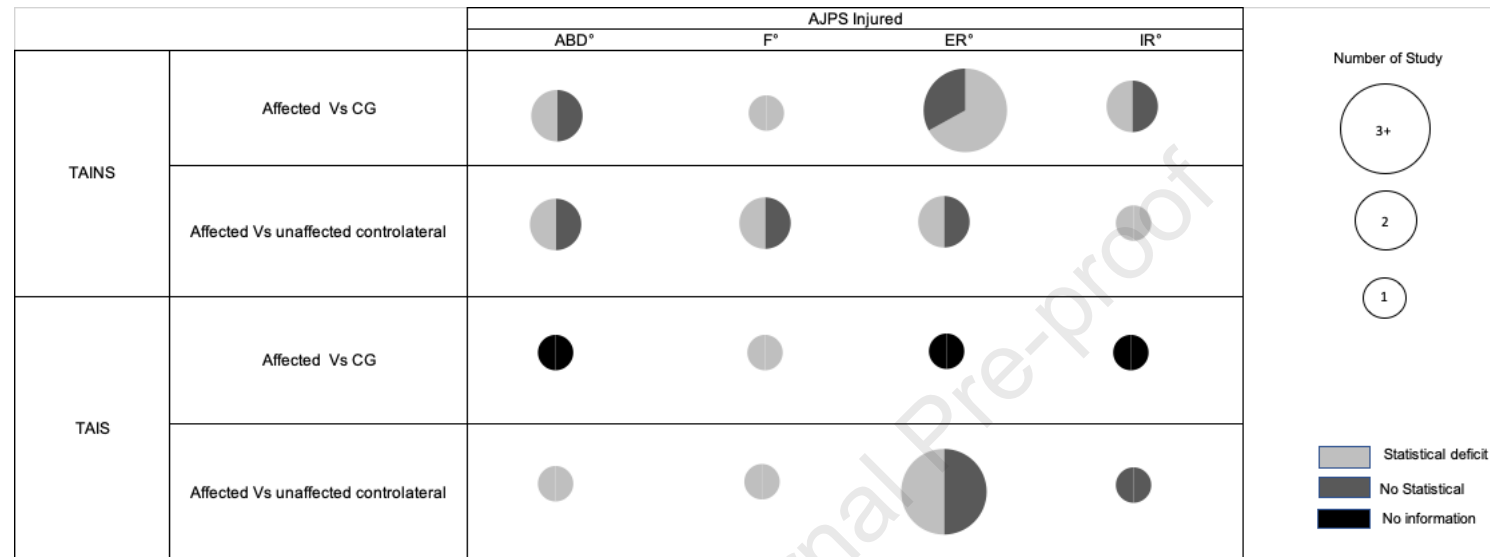 AJPS Injured
ABD° F° ER° IR°
Number of Study
TAINS
Affected Vs CG
3+
Affected Vs unaffected controlateral
2
1
TAIS
Affected Vs CG
Affected Vs unaffected controlateral
Statistical deficit
No Statistical
No information
rnal Pre-proof